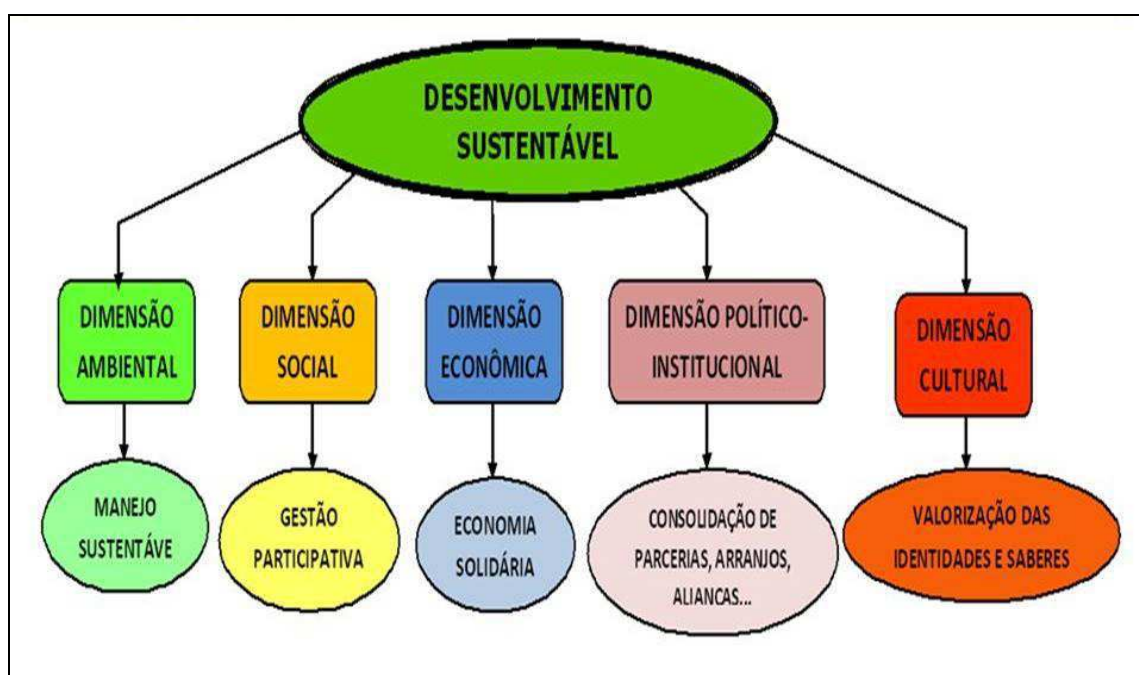 DESENVOLVIMENTO
SUSTENTÁVEL
DIMENSÃO
AMBIENTAL
DIMENSÃO
SOCIAL
DIMENSÃO
ECONÔMICA
DIMENSÃO POLÍTICO-
INSTITUCIONAL
DIMENSÃO
CULTURAL
MANEJO
SUSTENTÁVE
GESTÃO
PARTICIPATIVA
ECONOMIA
SOLIDÁRIA
CONSOLIDAÇÃO DE
PARCERIAS, ARRANJOS,
ALIANCAS...
VALORIZAÇÃO DAS
IDENTIDADES E SABERES